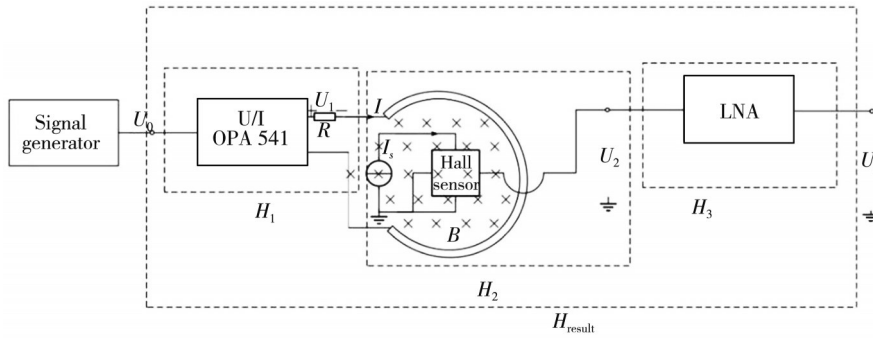 Signal
generator
U0
U/I
OPA 541
U1
R
I
Is
Hall
sensor
B
U2
LNA
U
H1
H2
H3
Hresult